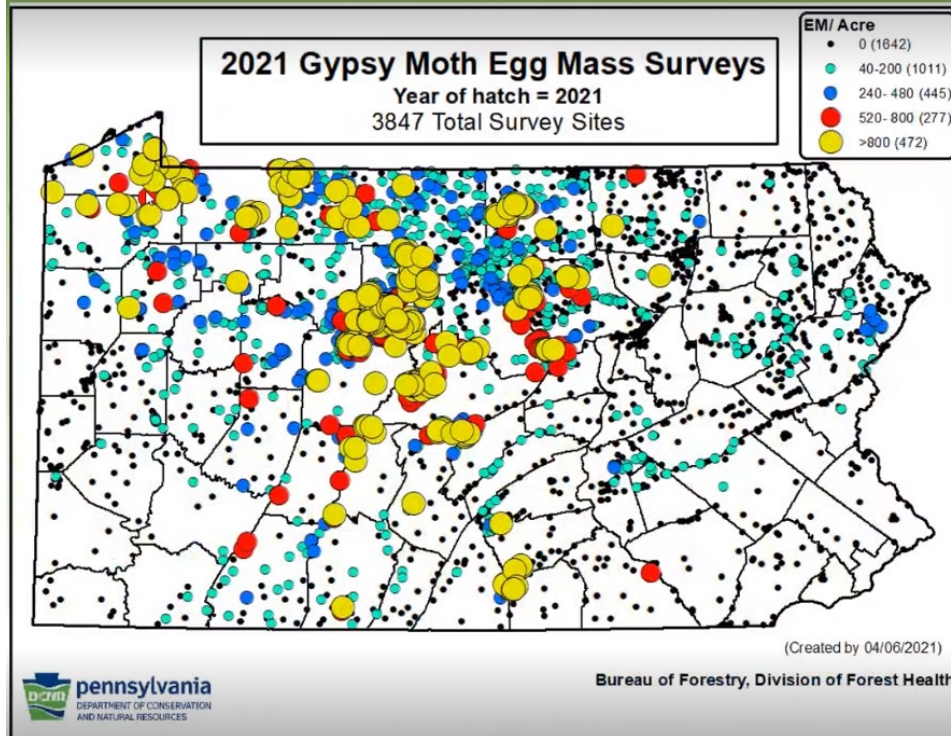 2021 Gypsy Moth Egg Mass Surveys
Year of hatch = 2021
3847 Total Survey Sites
EM/ Acre
0 (1642)
40-200 (1011)
240- 480 (445)
520- 800 (277)
>800 (472)
(Created by 04/06/2021)
Bureau of Forestry, Division of Forest Health
DCNR
pennsylvania
DEPARTMENT OF CONSERVATION
AND NATURAL RESOURCES